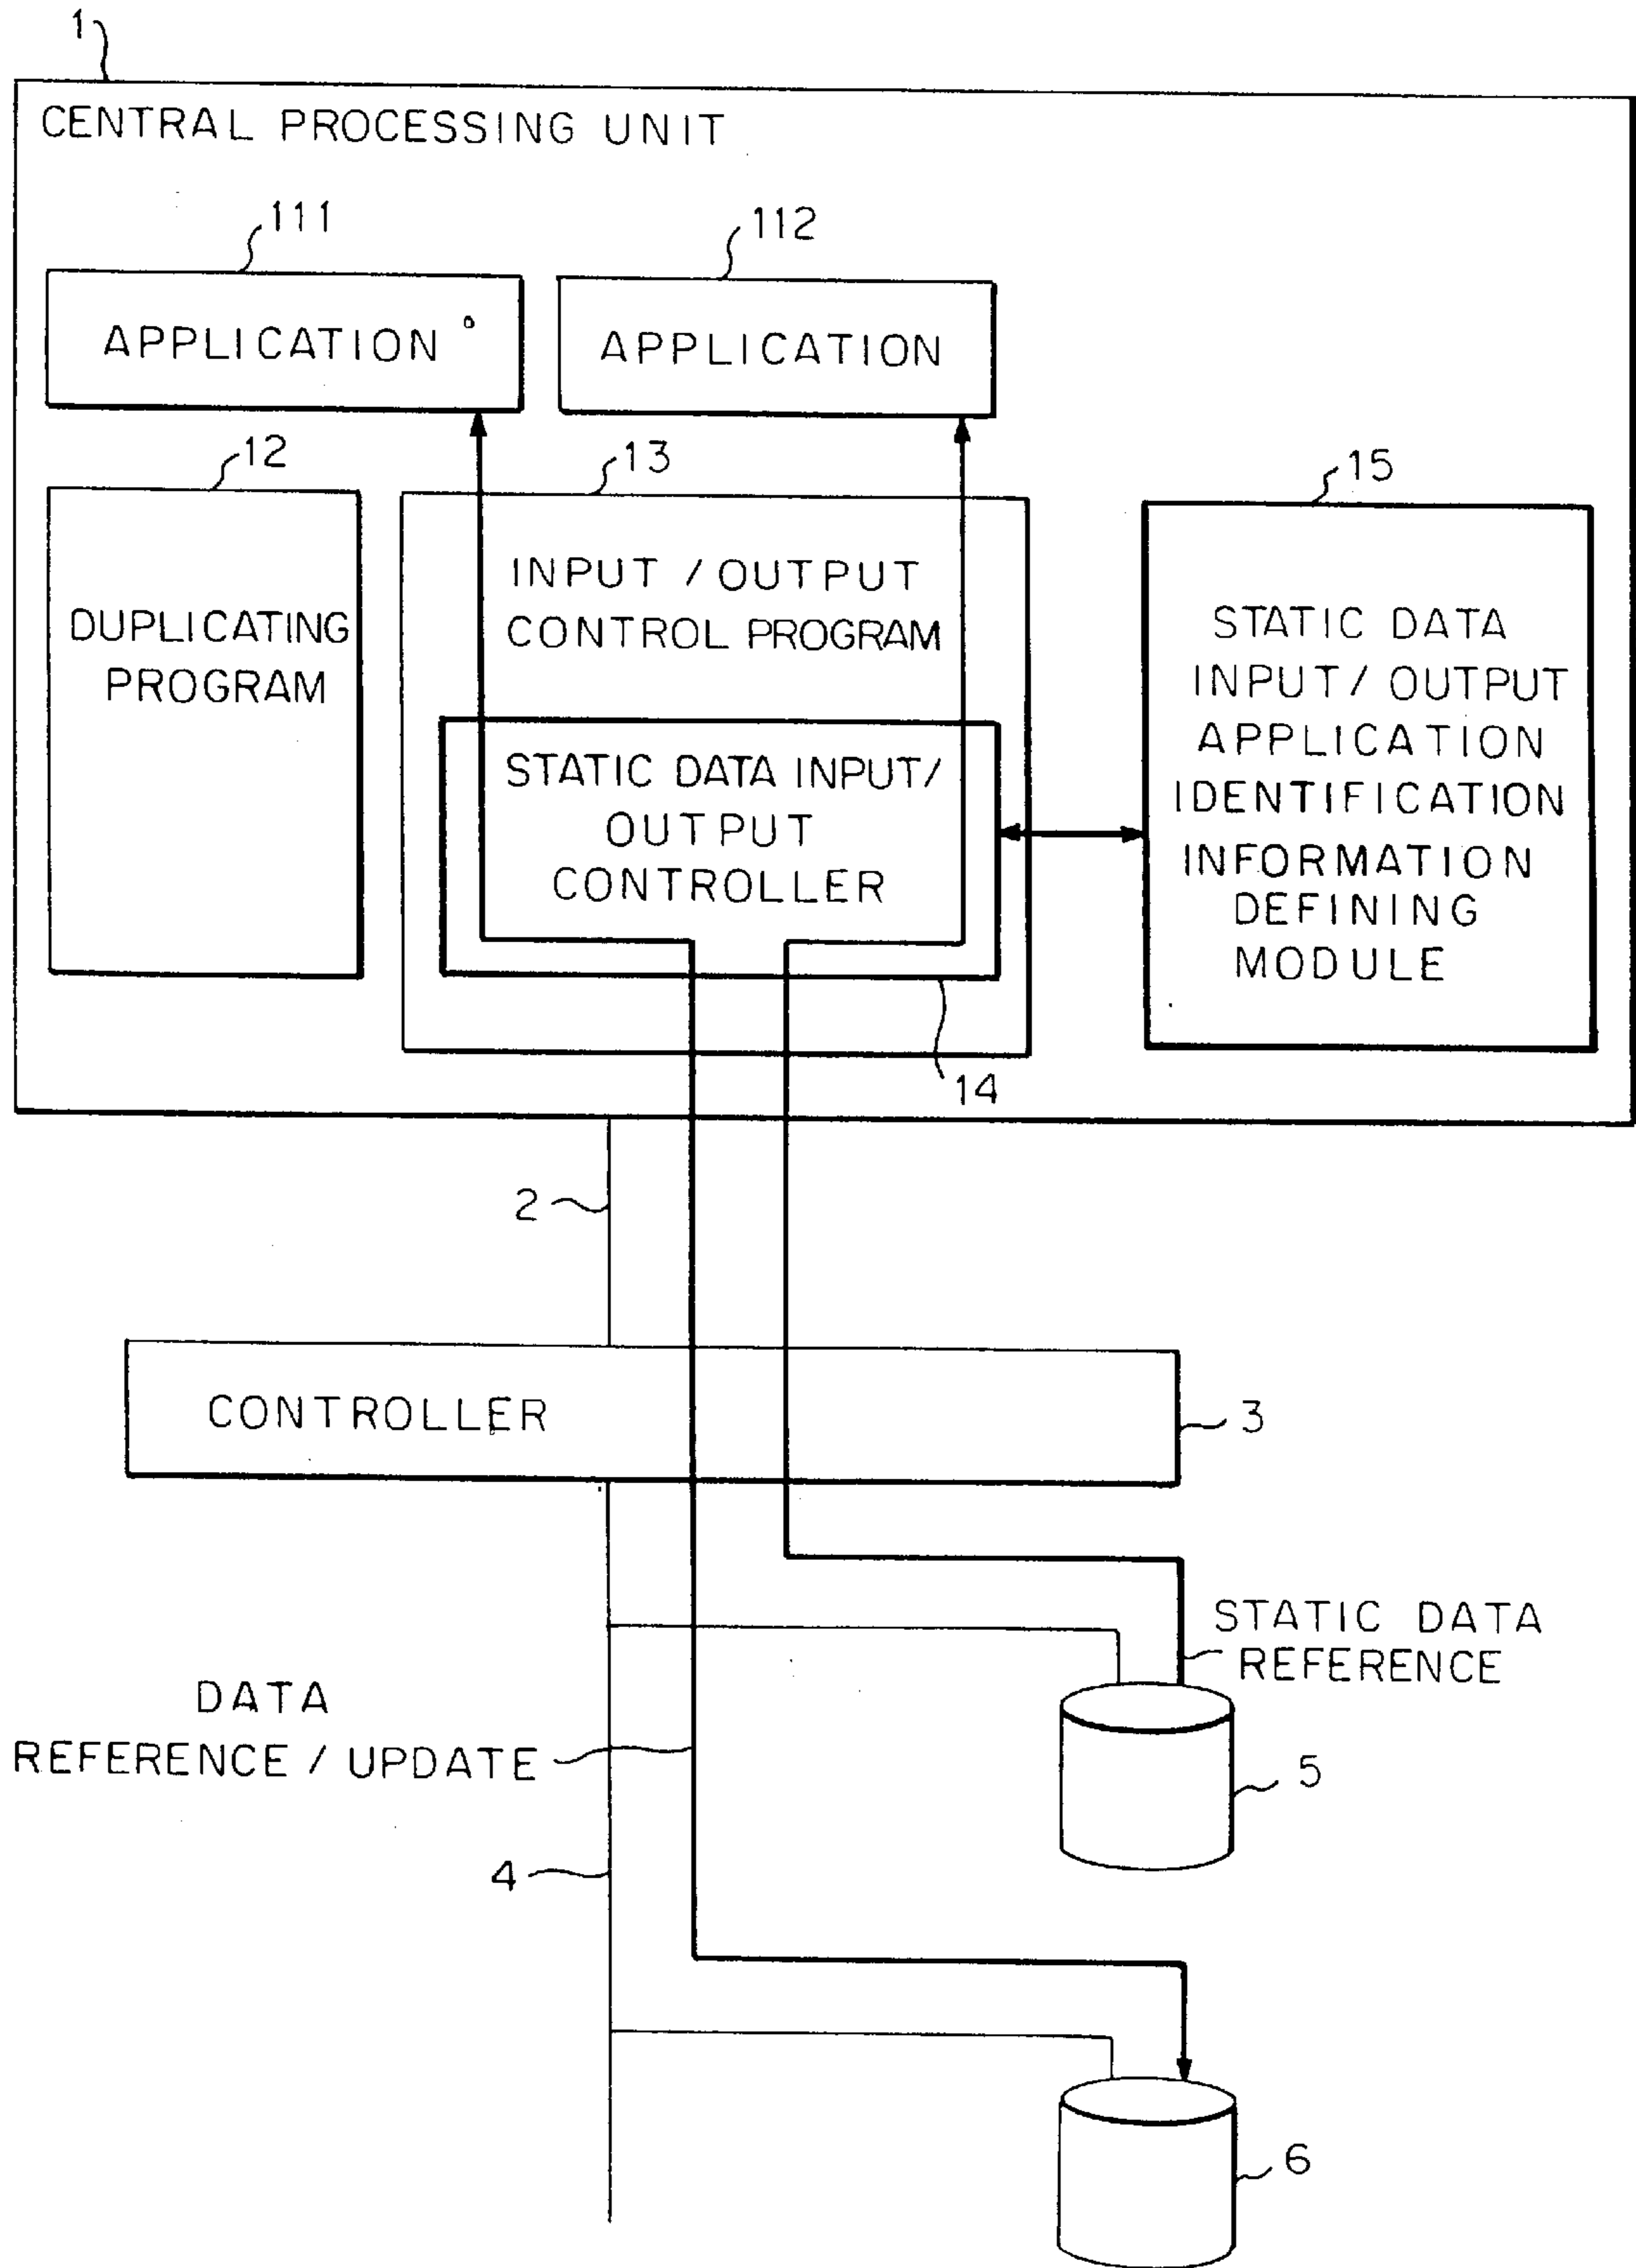 1
CENTRAL PROCESSING UNIT
111
112
APPLICATION
APPLICATION
12
13
15
DUPLICATING
PROGRAM
INPUT / OUTPUT
CONTROL PROGRAM
STATIC DATA INPUT/
OUTPUT
CONTROLLER
14
STATIC DATA
INPUT / OUTPUT
APPLICATION
IDENTIFICATION
INFORMATION
DEFINING
MODULE
2
CONTROLLER
3
STATIC DATA
REFERENCE
DATA
REFERENCE / UPDATE
5
4
6